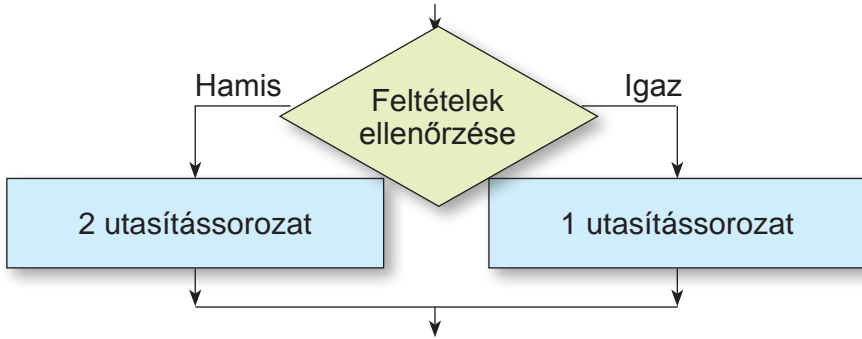 Hamis
Igaz
Feltételek
ellenőrzése
2 utasítássorozat
1 utasítássorozat